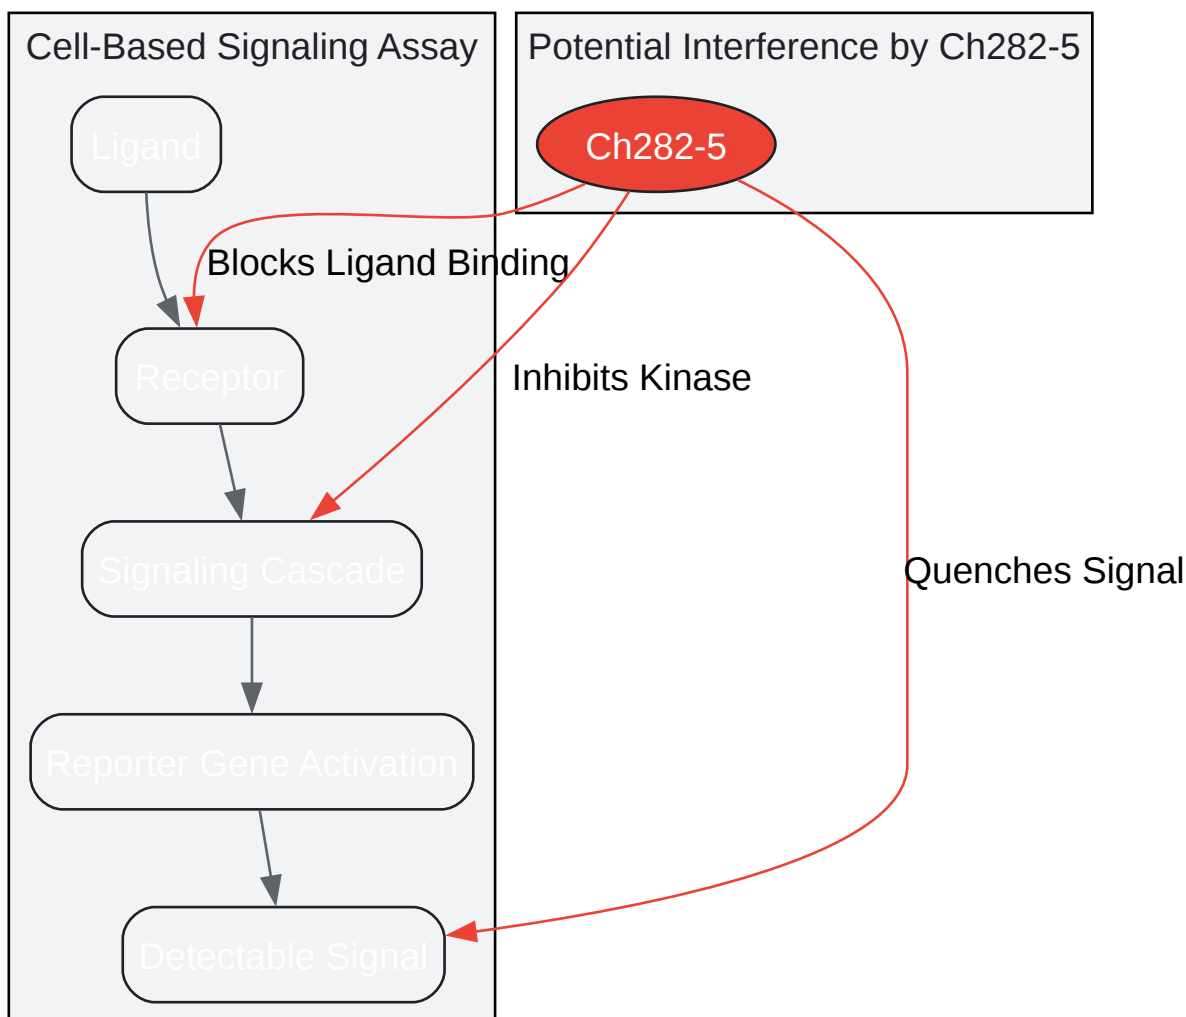 Cell-Based Signaling Assay
Potential Interference by Ch282-5
Ligand
Ch282-5
Blocks Ligand Binding
Receptor
Inhibits Kinase
Signaling Cascade
Quenches Signal
Reporter Gene Activation
Detectable Signal